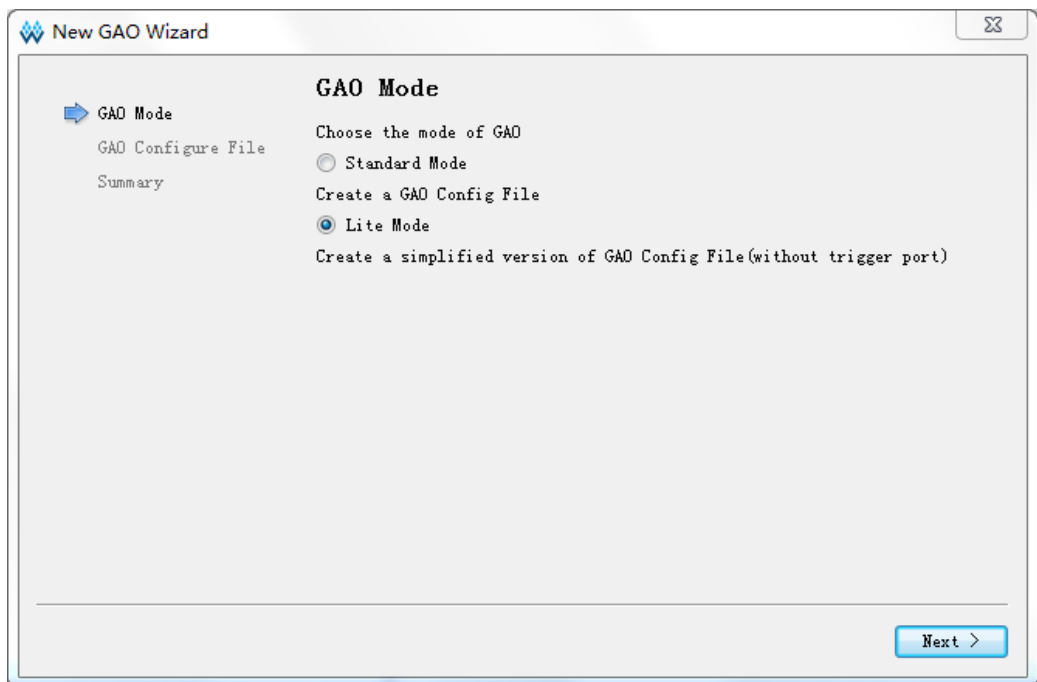 New GAO Wizard
GAO Mode
GAO Configure File
Summary
GAO Mode
Choose the mode of GAO
Standard Mode
Create a GAO Config File
Lite Mode
Create a simplified version of GAO Config File(without trigger port)
Next >